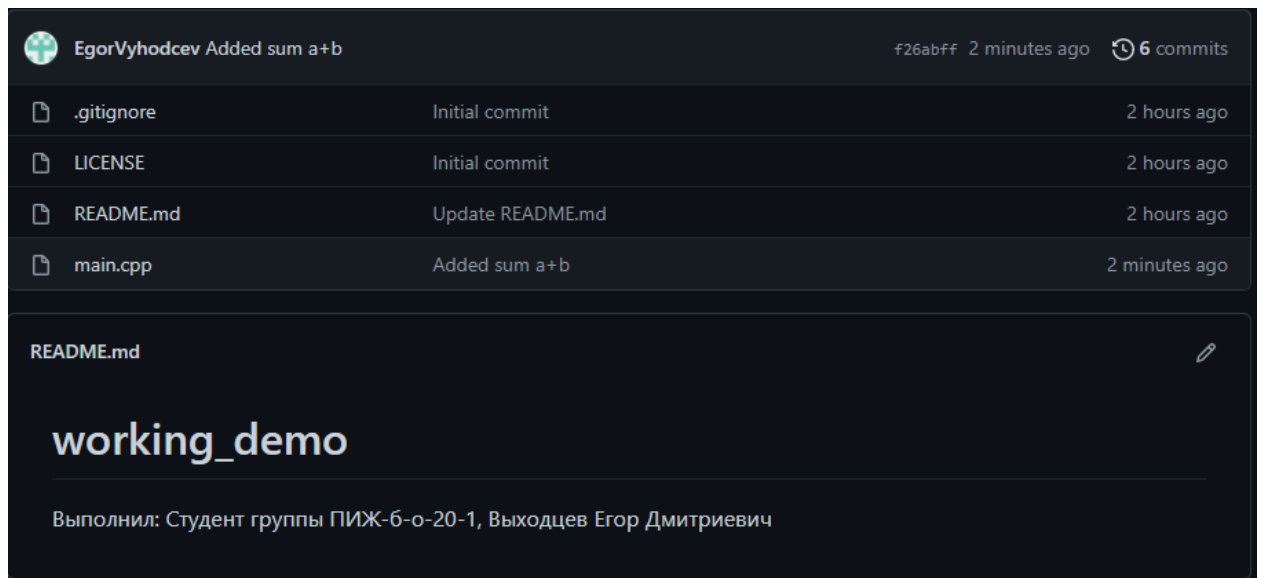 EgorVyhodcev Added sum a+b f26abff 2 minutes ago 6 commits
.gitignore Initial commit 2 hours ago
LICENSE Initial commit 2 hours ago
README.md Update README.md 2 hours ago
main.cpp Added sum a+b 2 minutes ago
README.md
working_demo
Выполнил: Студент группы ПИЖ-б-о-20-1, Выходцев Егор Дмитриевич